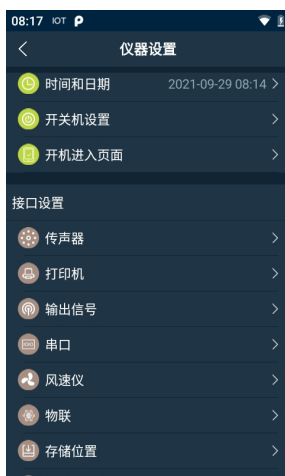 08:17 IOT P
仪器设置
时间和日期 2021-09-29 08:14
开关机设置
开机进入页面
接口设置
传声器
打印机
输出信号
串口
风速仪
物联
存储位置